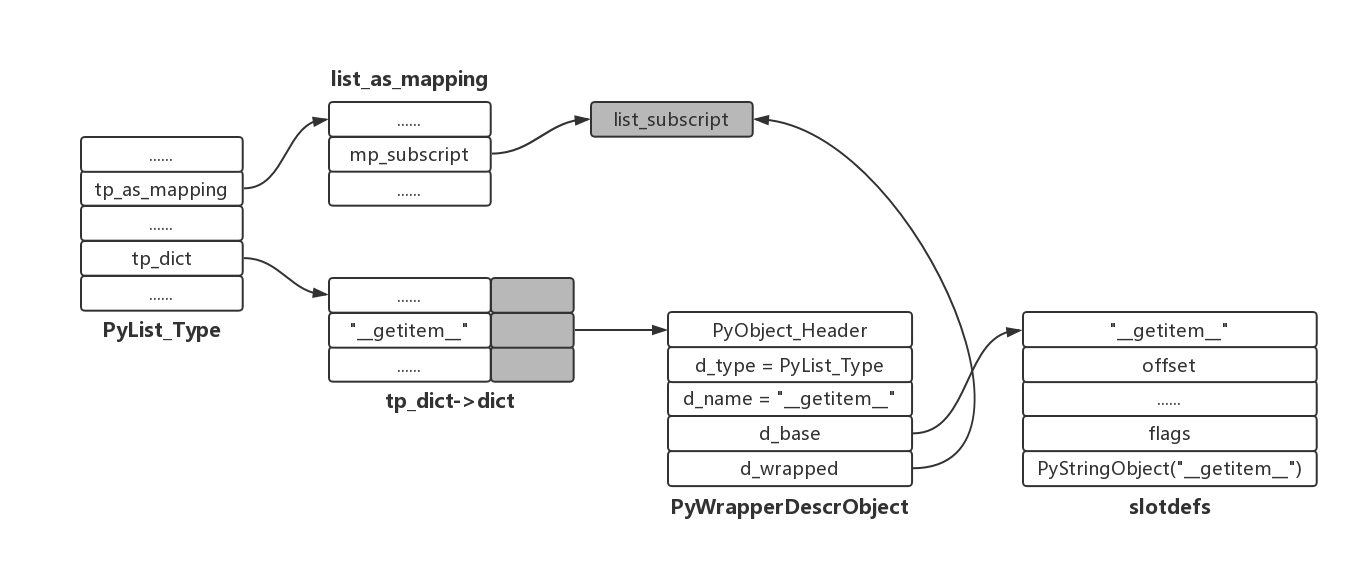 list_as_mapping
......
mp_subscript
......
list_subscript
......
tp_as_mapping
......
tp_dict
......
PyList_Type
......
"__getitem__"
......
tp_dict->dict
PyObject_Header
d_type = PyList_Type
d_name = "__getitem__"
d_base
d_wrapped
PyWrapperDescrObject
"__getitem__"
offset
......
flags
PyStringObject("__getitem__")
slotdefs